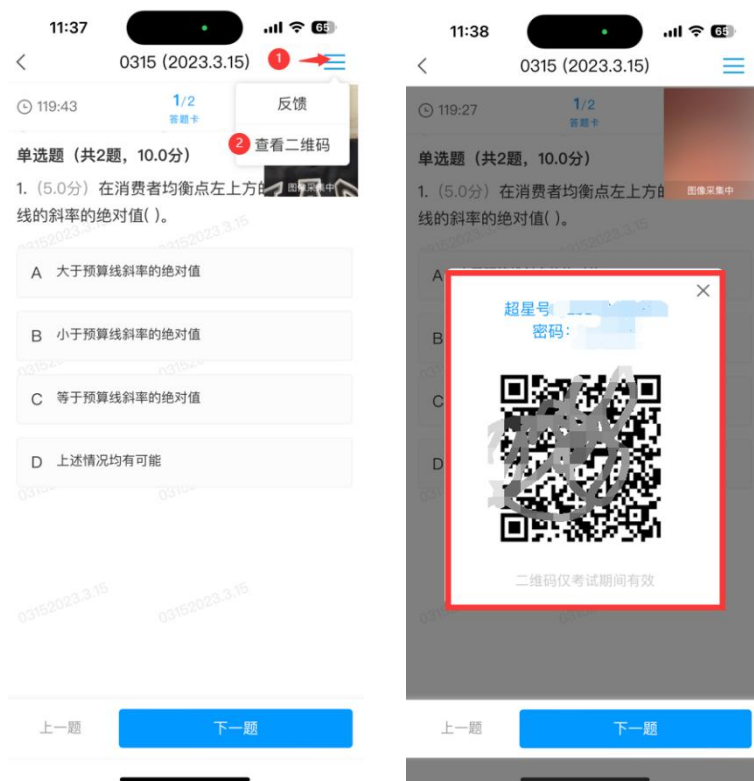 11:37
65
0315 (2023.3.15)
1
119:43
1/2
答题卡
反馈
2
查看二维码
单选题（共2题，10.0分）
图像采集中
1.（5.0分）在消费者均衡点左上方的
线的斜率的绝对值( )。
A 大于预算线斜率的绝对值
B 小于预算线斜率的绝对值
C 等于预算线斜率的绝对值
D 上述情况均有可能
03152023.3.15
03152023.3.15
上一题
下一题
11:38
65
0315 (2023.3.15)
119:27
1/2
答题卡
单选题（共2题，10.0分）
图像采集中
1.（5.0分）在消费者均衡点左上方的
线的斜率的绝对值( )。
A
超星号
密码：
B
C
D
二维码仅考试期间有效
上一题
下一题